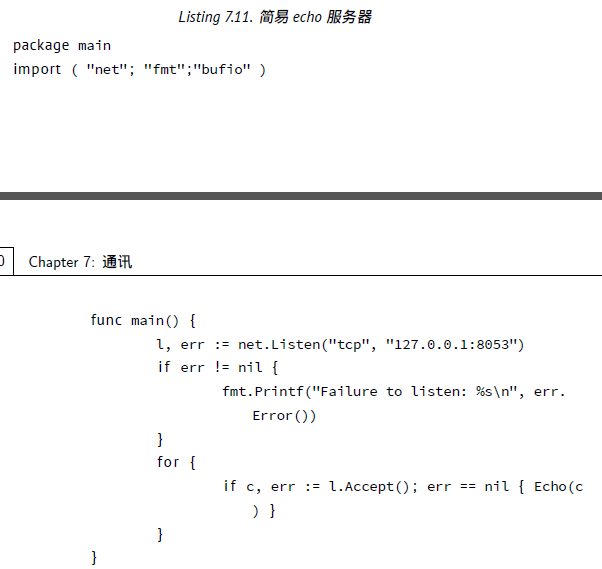 Listing 7.11. 简易 echo 服务器
package main
import ( "net"; "fmt";"bufio" )
0
Chapter 7: 通讯
func main() {
l, err := net.Listen("tcp", "127.0.0.1:8053")
if err != nil {
fmt.Printf("Failure to listen: %s\n", err.
Error())
}
for {
if c, err := l.Accept(); err == nil { Echo(c
) }
}
}